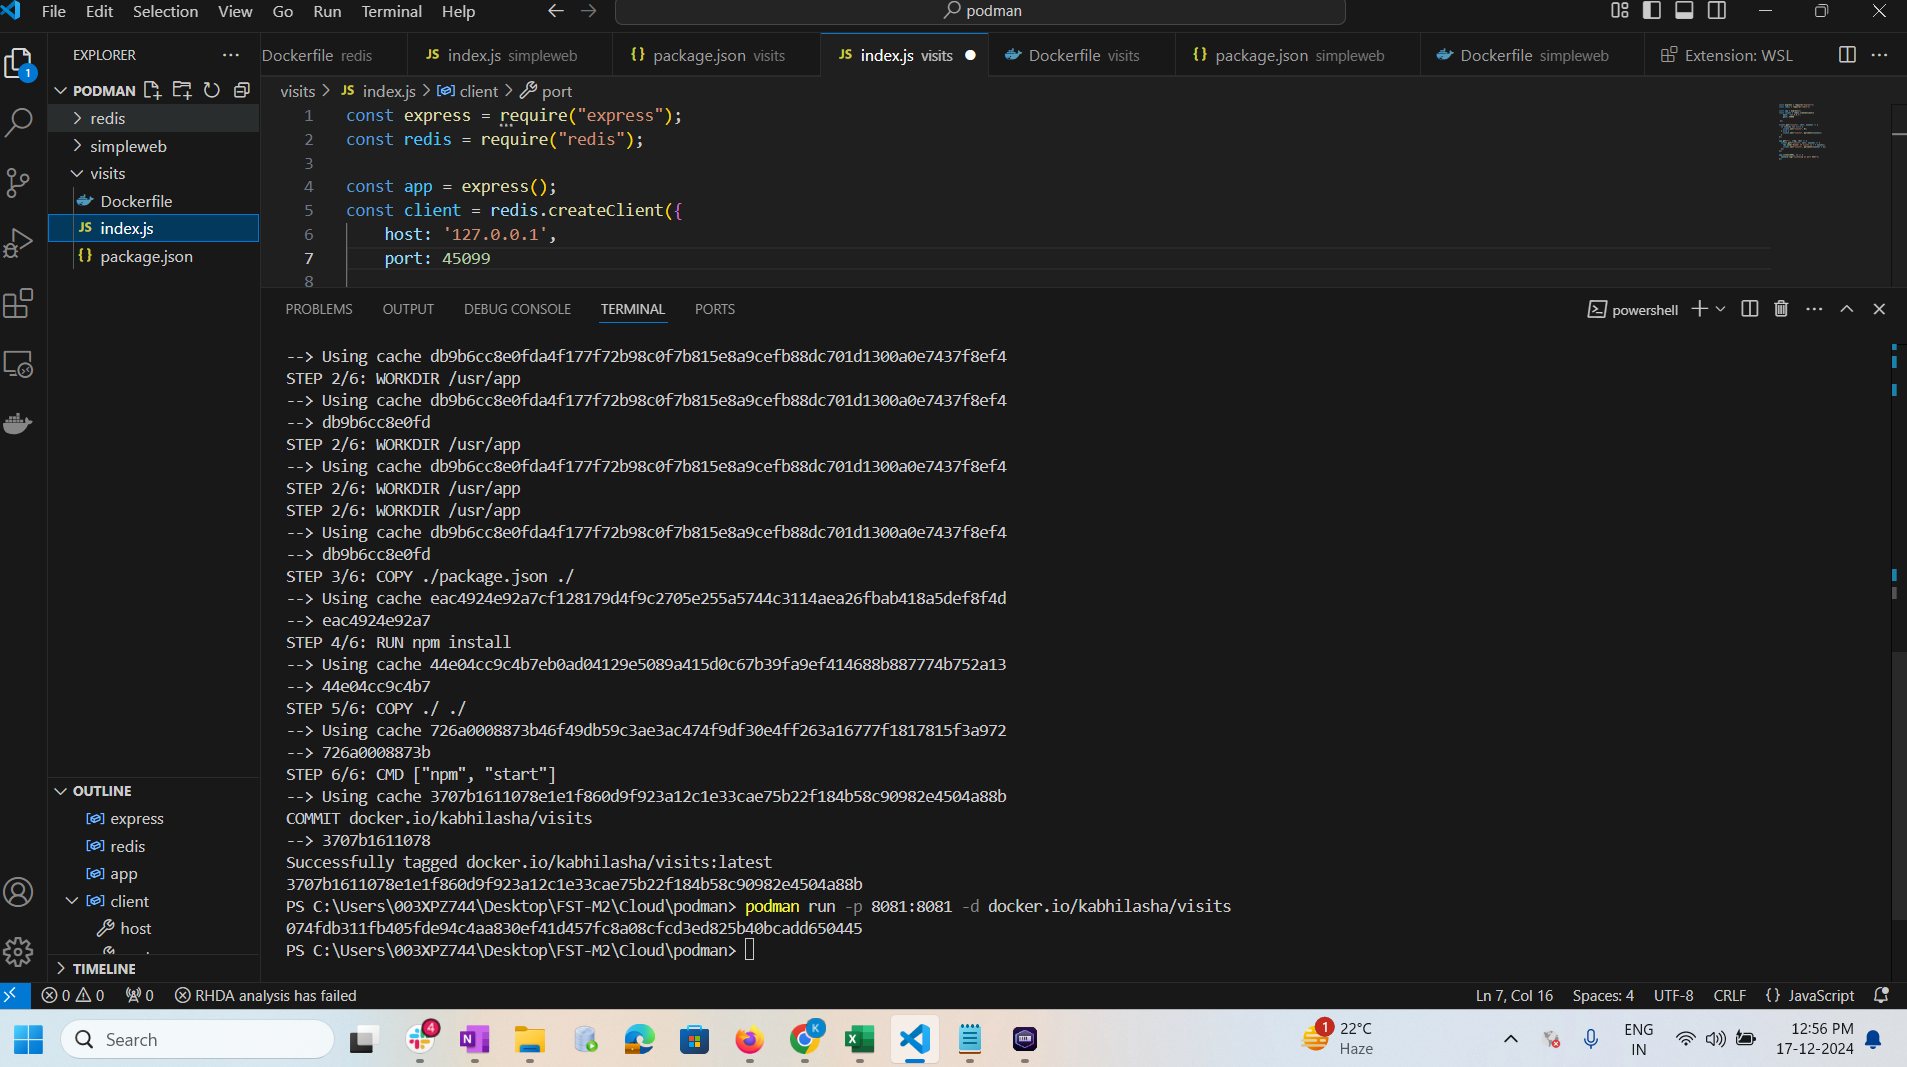 File Edit Selection View Go Run Terminal Help
podman
1
EXPLORER
Dockerfile redis
JS index.js simpleweb
{} package.json visits
JS index.js visits
Dockerfile visits
{} package.json simpleweb
Dockerfile simpleweb
Extension: WSL
PODMAN
redis
simpleweb
visits
Dockerfile
JS index.js
{} package.json
visits > JS index.js > client > port
1 const express = require("express");
2 const redis = require("redis");
3
4 const app = express();
5 const client = redis.createClient({
6 host: '127.0.0.1',
7 port: 45099
8
PROBLEMS OUTPUT DEBUG CONSOLE TERMINAL PORTS
powershell
--> Using cache db9b6cc8e0fda4f177f72b98c0f7b815e8a9cefb88dc701d1300a0e7437f8ef4
STEP 2/6: WORKDIR /usr/app
--> Using cache db9b6cc8e0fda4f177f72b98c0f7b815e8a9cefb88dc701d1300a0e7437f8ef4
--> db9b6cc8e0fd
STEP 2/6: WORKDIR /usr/app
--> Using cache db9b6cc8e0fda4f177f72b98c0f7b815e8a9cefb88dc701d1300a0e7437f8ef4
STEP 2/6: WORKDIR /usr/app
STEP 2/6: WORKDIR /usr/app
--> Using cache db9b6cc8e0fda4f177f72b98c0f7b815e8a9cefb88dc701d1300a0e7437f8ef4
--> db9b6cc8e0fd
STEP 3/6: COPY ./package.json ./
--> Using cache eac4924e92a7cf128179d4f9c2705e255a5744c3114aea26fbab418a5def8f4d
--> eac4924e92a7
STEP 4/6: RUN npm install
--> Using cache 44e04cc9c4b7eb0ad04129e5089a415d0c67b39fa9ef414688b887774b752a13
--> 44e04cc9c4b7
STEP 5/6: COPY ./ ./
--> Using cache 726a0008873b46f49db59c3ae3ac474f9df30e4ff263a16777f1817815f3a972
--> 726a0008873b
STEP 6/6: CMD ["npm", "start"]
--> Using cache 3707b1611078e1e1f860d9f923a12c1e33cae75b22f184b58c90982e4504a88b
COMMIT docker.io/kabhilasha/visits
--> 3707b1611078
Successfully tagged docker.io/kabhilasha/visits:latest
3707b1611078e1e1f860d9f923a12c1e33cae75b22f184b58c90982e4504a88b
PS C:\Users\003XPZ744\Desktop\FST-M2\Cloud\podman> podman run -p 8081:8081 -d docker.io/kabhilasha/visits
074fdb311fb405fde94c4aa830ef41d457fc8a08cfcd3ed825b40bcadd650445
PS C:\Users\003XPZ744\Desktop\FST-M2\Cloud\podman>
OUTLINE
express
redis
app
client
host
TIMELINE
0 0 0 RHDA analysis has failed
Ln 7, Col 16 Spaces: 4 UTF-8 CRLF {} JavaScript
Search
4
K
1
22°C
Haze
ENG
IN
12:56 PM
17-12-2024